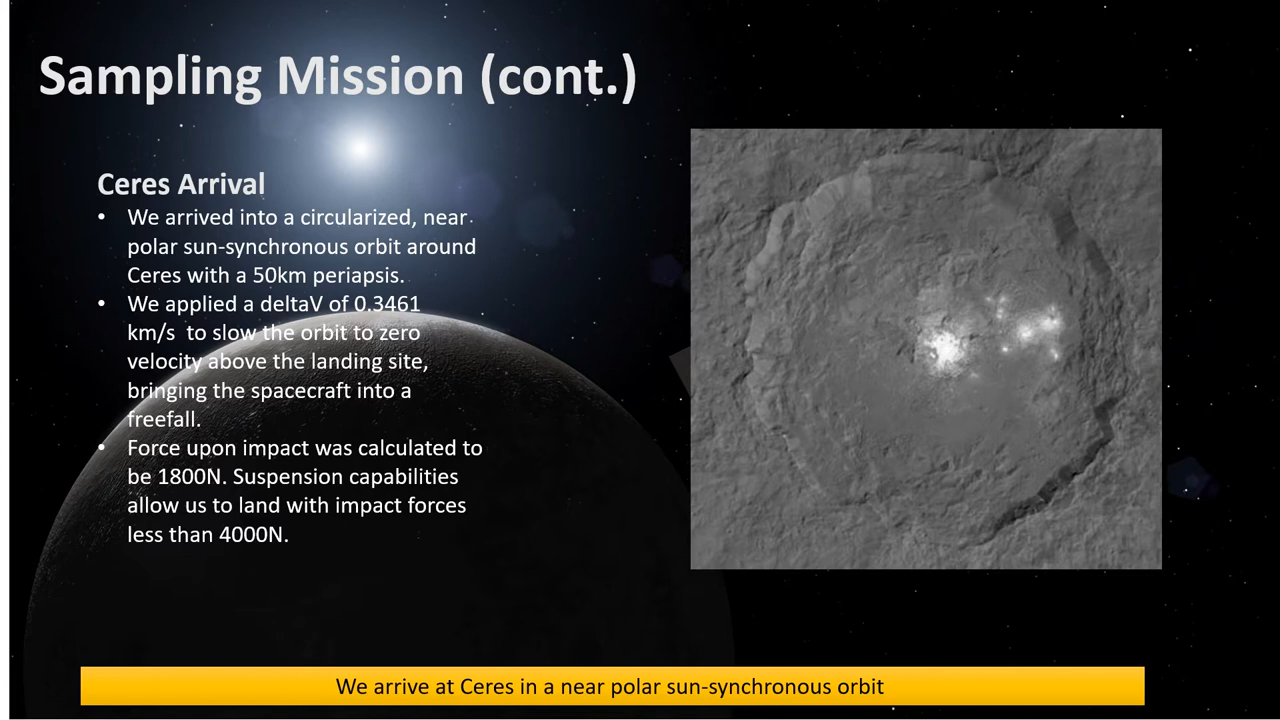 Sampling Mission (cont.)
Ceres Arrival
• We arrived into a circularized, near
polar sun-synchronous orbit around
Ceres with a 50km periapsis.
• We applied a deltaV of 0.3461
km/s  to slow the orbit to zero
velocity above the landing site,
bringing the spacecraft into a
freefall.
• Force upon impact was calculated to
be 1800N. Suspension capabilities
allow us to land with impact forces
less than 4000N.
We arrive at Ceres in a near polar sun-synchronous orbit